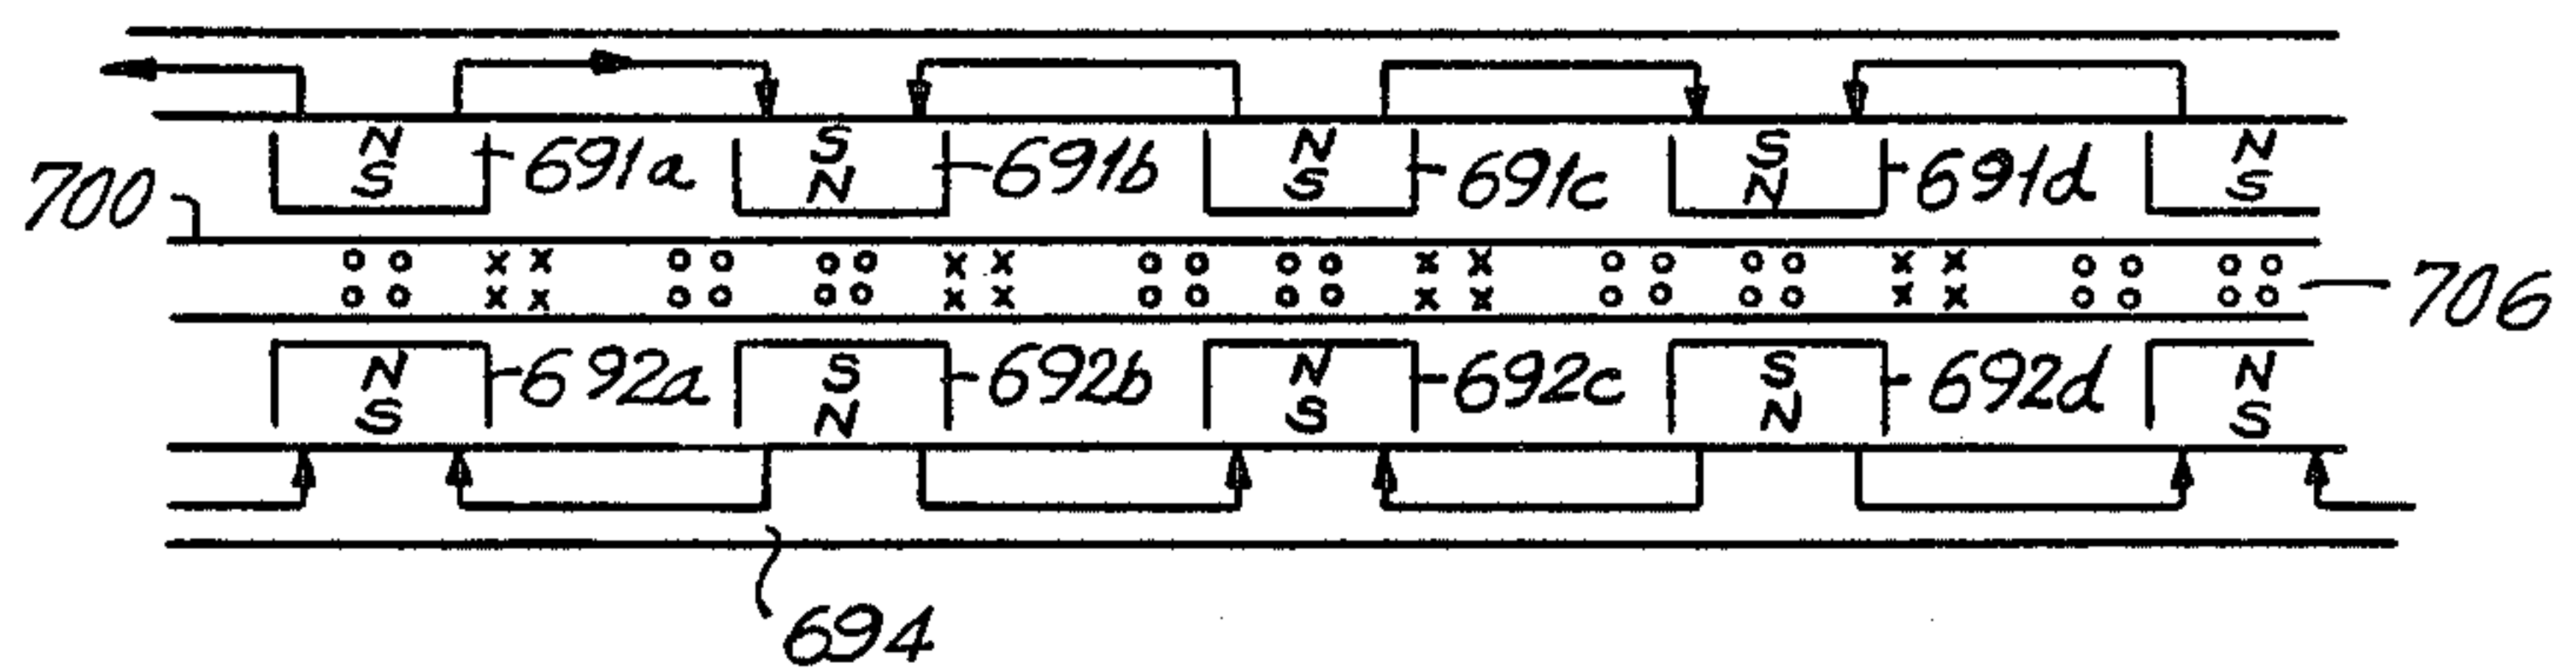 N S N S N
S 691a N 691b S 691c N 691d S
700
o o x x o o o o x x o o o o x x o o o o x x o o o o
o o x x o o o o x x o o o o x x o o o o x x o o o o
706
N S N S N
S 692a N 692b S 692c N 692d S
694